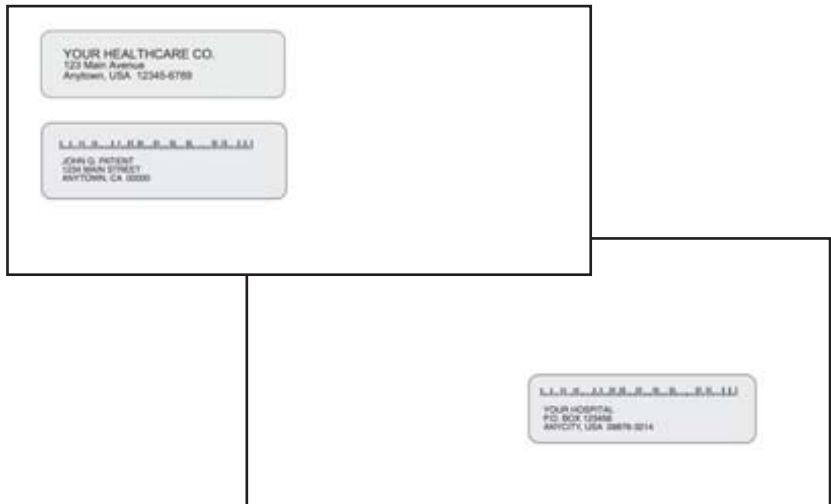 YOUR HEALTHCARE CO.
123 Main Avenue
Anytown, USA 12345-6789
JOHN Q. PATIENT
1234 MAIN STREET
ANYTOWN, CA 00000
YOUR HOSPITAL
P.O. BOX 123456
ANYCITY, USA 09876-3214